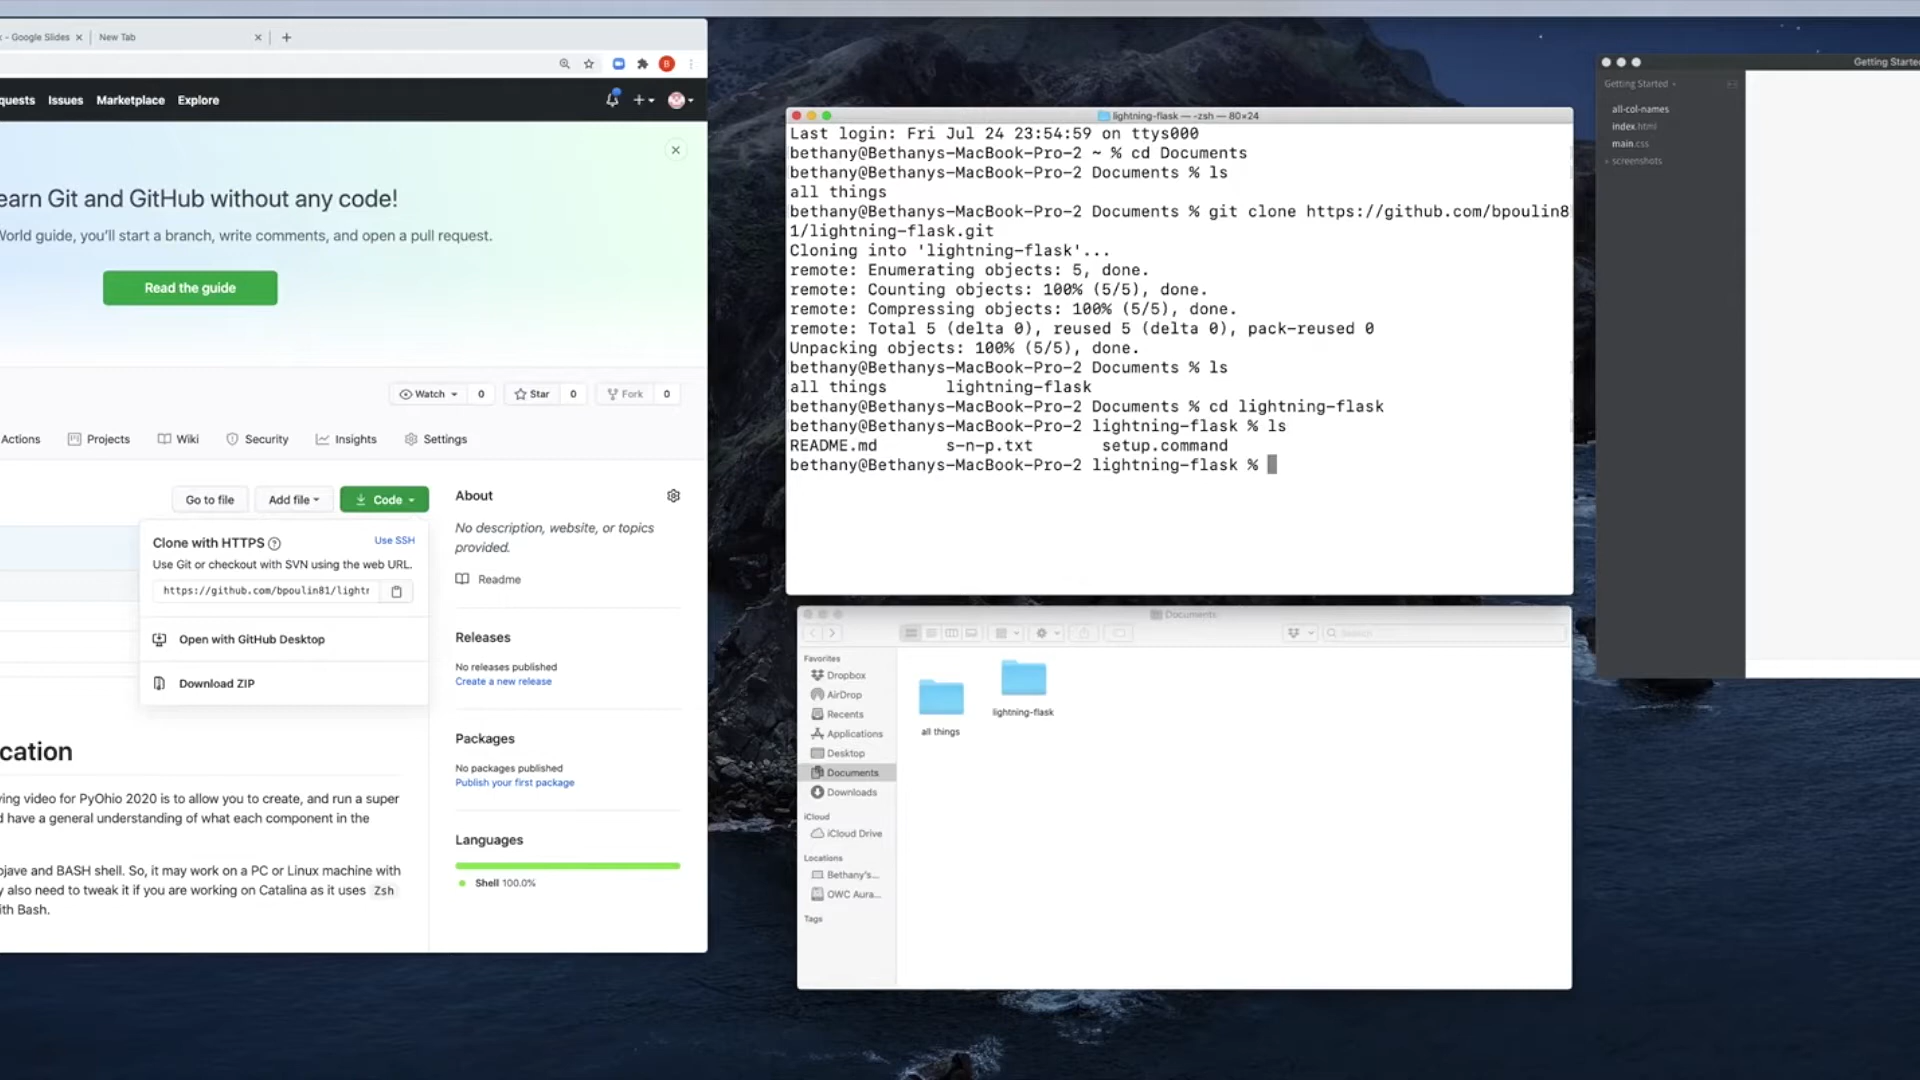 - Google Slides
New Tab
quests Issues Marketplace Explore
B
earn Git and GitHub without any code!
World guide, you'll start a branch, write comments, and open a pull request.
Read the guide
Watch 0 Star 0 Fork 0
Actions Projects Wiki Security Insights Settings
Go to file Add file Code
Clone with HTTPS
Use SSH
Use Git or checkout with SVN using the web URL.
https://github.com/bpoulin81/light
Open with GitHub Desktop
Download ZIP
About
No description, website, or topics
provided.
Readme
Releases
No releases published
Create a new release
Packages
No packages published
Publish your first package
Languages
Shell 100.0%
cation
ying video for PyOhio 2020 is to allow you to create, and run a super
d have a general understanding of what each component in the
ojave and BASH shell. So, it may work on a PC or Linux machine with
y also need to tweak it if you are working on Catalina as it uses Zsh
ith Bash.
lightning-flask — -zsh — 80×24
Last login: Fri Jul 24 23:54:59 on ttys000
bethany@Bethanys-MacBook-Pro-2 ~ % cd Documents
bethany@Bethanys-MacBook-Pro-2 Documents % ls
all things
bethany@Bethanys-MacBook-Pro-2 Documents % git clone https://github.com/bpoulin8
1/lightning-flask.git
Cloning into 'lightning-flask'...
remote: Enumerating objects: 5, done.
remote: Counting objects: 100% (5/5), done.
remote: Compressing objects: 100% (5/5), done.
remote: Total 5 (delta 0), reused 5 (delta 0), pack-reused 0
Unpacking objects: 100% (5/5), done.
bethany@Bethanys-MacBook-Pro-2 Documents % ls
all things lightning-flask
bethany@Bethanys-MacBook-Pro-2 Documents % cd lightning-flask
bethany@Bethanys-MacBook-Pro-2 lightning-flask % ls
README.md s-n-p.txt setup.command
bethany@Bethanys-MacBook-Pro-2 lightning-flask %
Documents
Search
Favorites
Dropbox
AirDrop
Recents
Applications
Desktop
Documents
Downloads
iCloud
iCloud Drive
Locations
Bethany's...
OWC Aura...
Tags
all things
lightning-flask
Getting Starte
Getting Started
all-col-names
index.html
main.css
screenshots